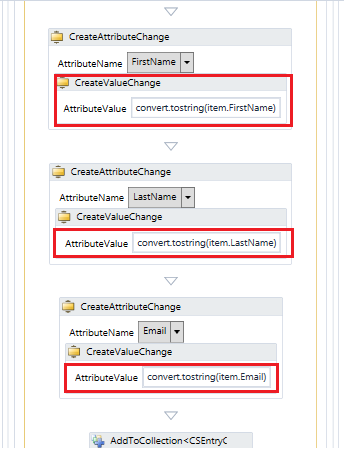 CreateAttributeChange
AttributeName FirstName
CreateValueChange
AttributeValue convert.tostring(item.FirstName)
CreateAttributeChange
AttributeName LastName
CreateValueChange
AttributeValue convert.tostring(item.LastName)
CreateAttributeChange
AttributeName Email
CreateValueChange
AttributeValue convert.tostring(item.Email)
AddToCollection<CSEntryC